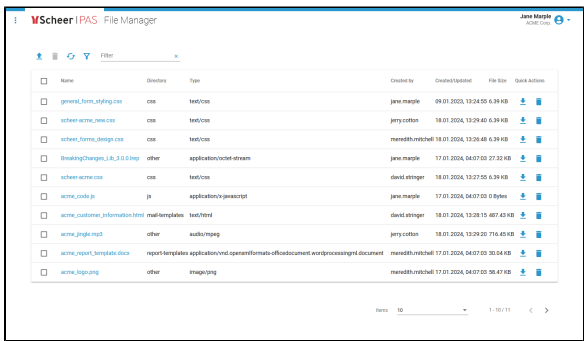 Scheer | PAS File Manager
Jane Marple
ACME Corp.
Filter
Name Directory Type Created by Created/Updated File Size Quick Actions
general_form_styling.css css text/css jane.marple 09.01.2023, 13:24:55 6.39 KB
scheer-acme_new.css css text/css jerry.cotton 18.01.2024, 13:29:40 6.39 KB
scheer_forms_design.css css text/css meredith.mitchell 18.01.2024, 13:26:48 6.39 KB
BreakingChanges_Lib_3.0.0.lrep other application/octet-stream jane.marple 17.01.2024, 04:07:03 27.32 KB
scheer-acme.css css text/css david.stringer 18.01.2024, 13:27:55 6.39 KB
acme_code.js js application/x-javascript jane.marple 17.01.2024, 04:07:03 0 Bytes
acme_customer_information.html mail-templates text/html david.stringer 18.01.2024, 13:28:15 487.43 KB
acme_jingle.mp3 other audio/mpeg jerry.cotton 18.01.2024, 13:29:20 716.45 KB
acme_report_template.docx report-templates application/vnd.openxmlformats-officedocument.wordprocessingml.document meredith.mitchell 17.01.2024, 04:07:03 30.04 KB
acme_logo.png other image/png meredith.mitchell 17.01.2024, 04:07:03 58.47 KB
Items 10 1 - 10 / 11